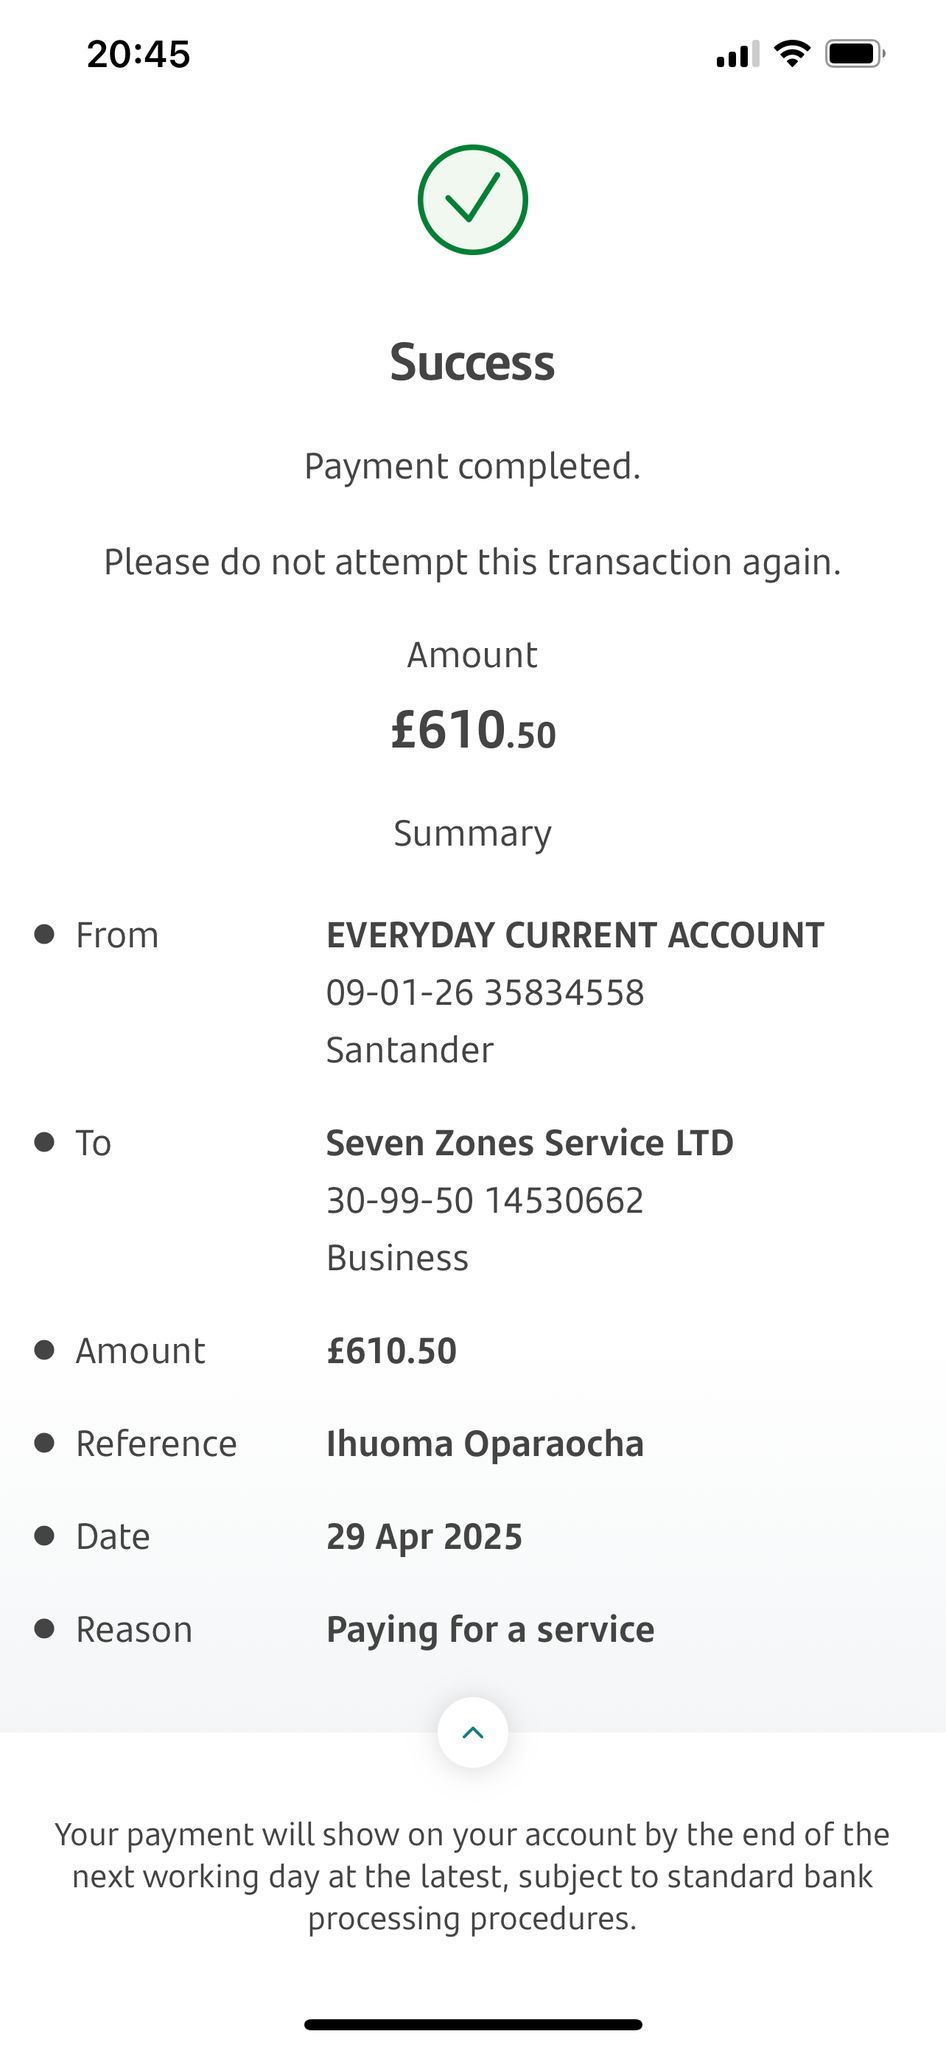 20:45
Success
Payment completed.
Please do not attempt this transaction again.
Amount
£610.50
Summary
From EVERYDAY CURRENT ACCOUNT
09-01-26 35834558
Santander
To Seven Zones Service LTD
30-99-50 14530662
Business
Amount £610.50
Reference Ihuoma Oparaocha
Date 29 Apr 2025
Reason Paying for a service
Your payment will show on your account by the end of the
next working day at the latest, subject to standard bank
processing procedures.